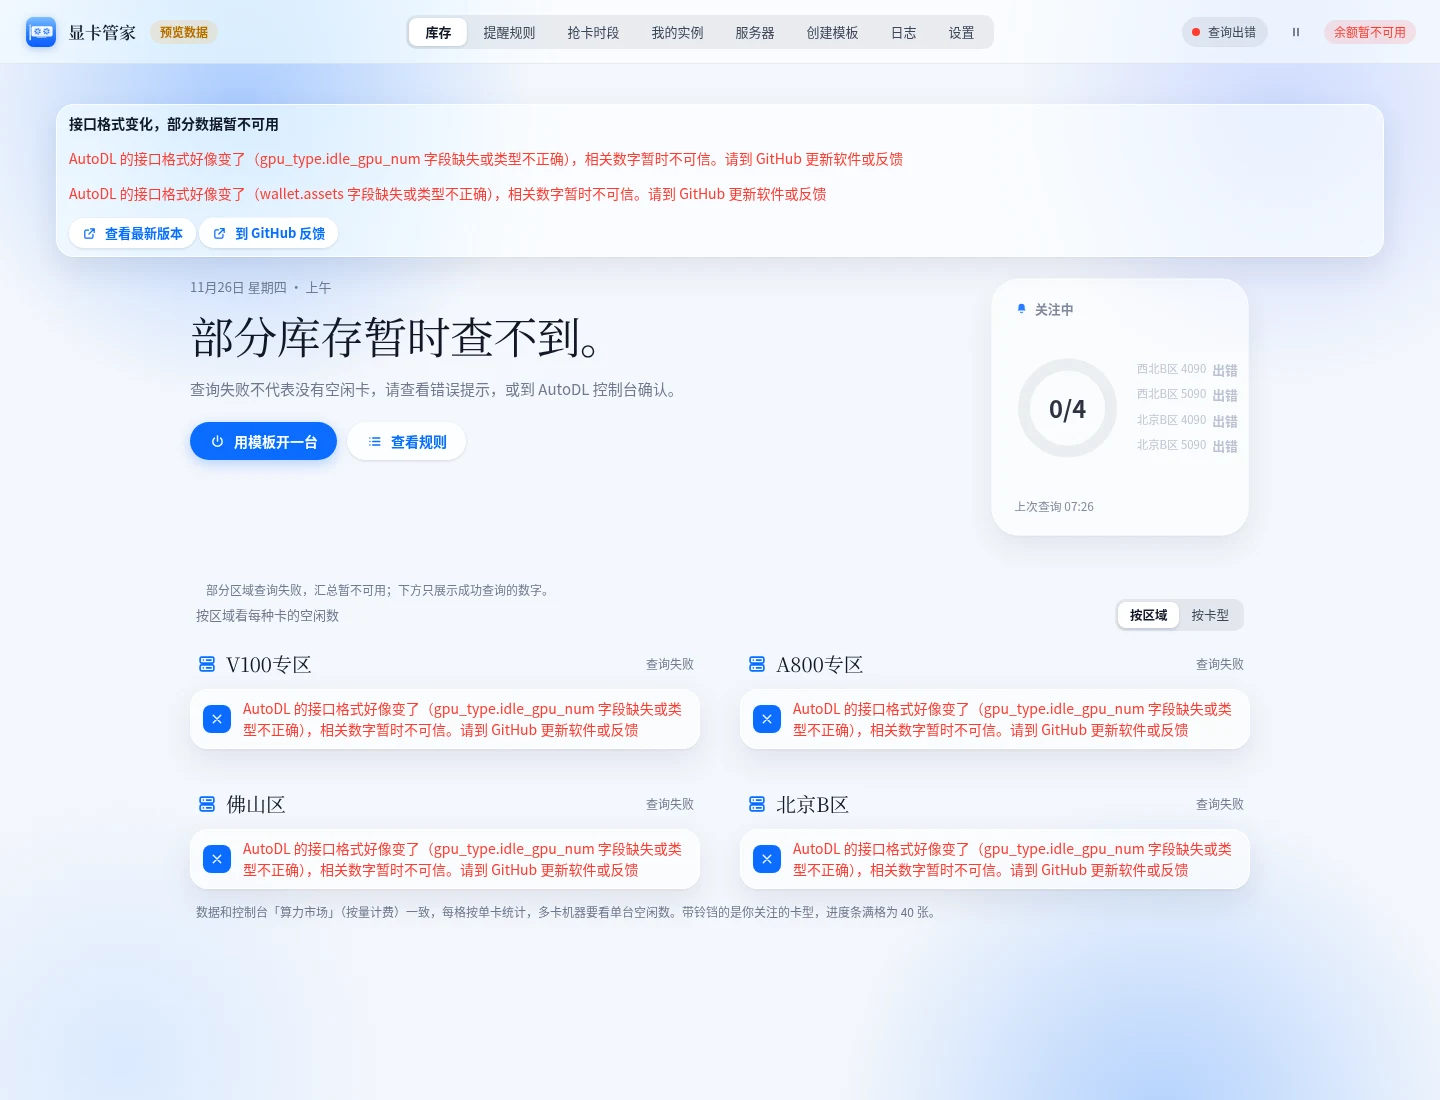 显卡管家
预览数据
库存
提醒规则
抢卡时段
我的实例
服务器
创建模板
日志
设置
查询出错
余额暂不可用
接口格式变化，部分数据暂不可用
AutoDL 的接口格式好像变了（gpu_type.idle_gpu_num 字段缺失或类型不正确），相关数字暂时不可信。请到 GitHub 更新软件或反馈
AutoDL 的接口格式好像变了（wallet.assets 字段缺失或类型不正确），相关数字暂时不可信。请到 GitHub 更新软件或反馈
查看最新版本
到 GitHub 反馈
11月26日 星期四 · 上午
部分库存暂时查不到。
查询失败不代表没有空闲卡，请查看错误提示，或到 AutoDL 控制台确认。
用模板开一台
查看规则
关注中
0/4
西北B区 4090 出错
西北B区 5090 出错
北京B区 4090 出错
北京B区 5090 出错
上次查询 07:26
部分区域查询失败，汇总暂不可用；下方只展示成功查询的数字。
按区域看每种卡的空闲数
按区域
按卡型
V100专区
查询失败
AutoDL 的接口格式好像变了（gpu_type.idle_gpu_num 字段缺失或类
型不正确），相关数字暂时不可信。请到 GitHub 更新软件或反馈
A800专区
查询失败
AutoDL 的接口格式好像变了（gpu_type.idle_gpu_num 字段缺失或类
型不正确），相关数字暂时不可信。请到 GitHub 更新软件或反馈
佛山区
查询失败
AutoDL 的接口格式好像变了（gpu_type.idle_gpu_num 字段缺失或类
型不正确），相关数字暂时不可信。请到 GitHub 更新软件或反馈
北京B区
查询失败
AutoDL 的接口格式好像变了（gpu_type.idle_gpu_num 字段缺失或类
型不正确），相关数字暂时不可信。请到 GitHub 更新软件或反馈
数据和控制台「算力市场」（按量计费）一致，每格按单卡统计，多卡机器要看单台空闲数。带铃铛的是你关注的卡型，进度条满格为 40 张。